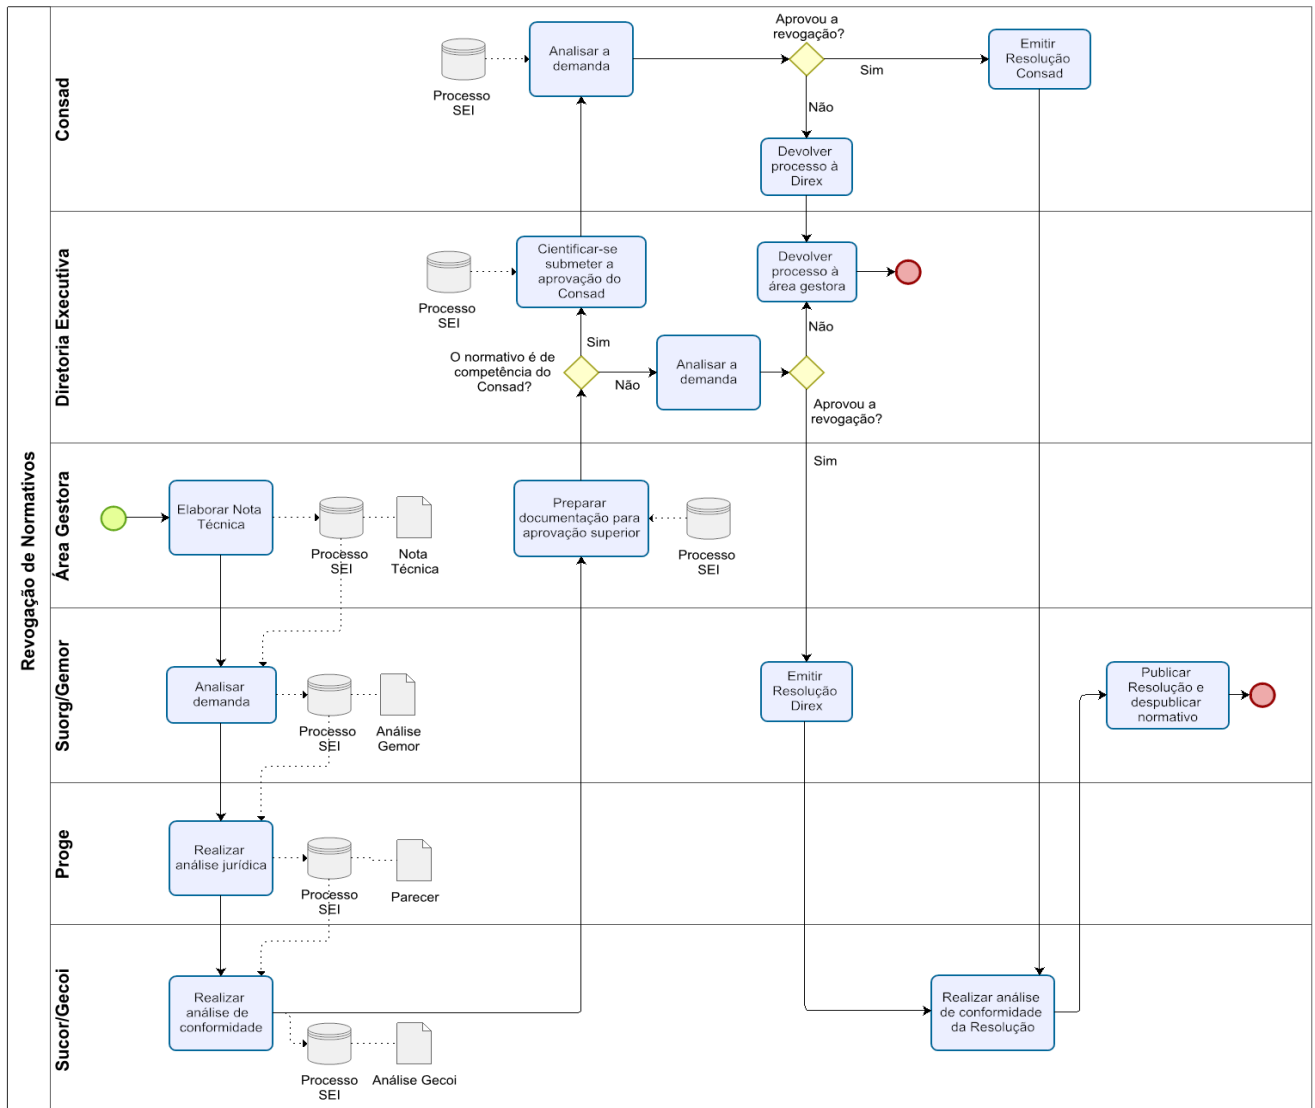 Revogação de Normativos
Consad
Processo
SEI
Analisar a
demanda
Aprovou a
revogação?
Sim
Não
Emitir
Resolução
Consad
Devolver
processo à
Direx
Diretoria Executiva
Processo
SEI
Cientificar-se
submeter a
aprovação do
Consad
Devolver
processo à
área gestora
Sim
O normativo é de
competência do
Consad?
Não
Analisar a
demanda
Não
Aprovou a
revogação?
Sim
Área Gestora
Elaborar Nota
Técnica
Processo
SEI
Nota
Técnica
Preparar
documentação para
aprovação superior
Processo
SEI
Suorg/Gemor
Analisar
demanda
Processo
SEI
Análise
Gemor
Emitir
Resolução
Direx
Publicar
Resolução e
despublicar
normativo
Proge
Realizar
análise jurídica
Processo
SEI
Parecer
Sucor/Gecoi
Realizar
análise de
conformidade
Processo
SEI
Análise Gecoi
Realizar análise
de conformidade
da Resolução